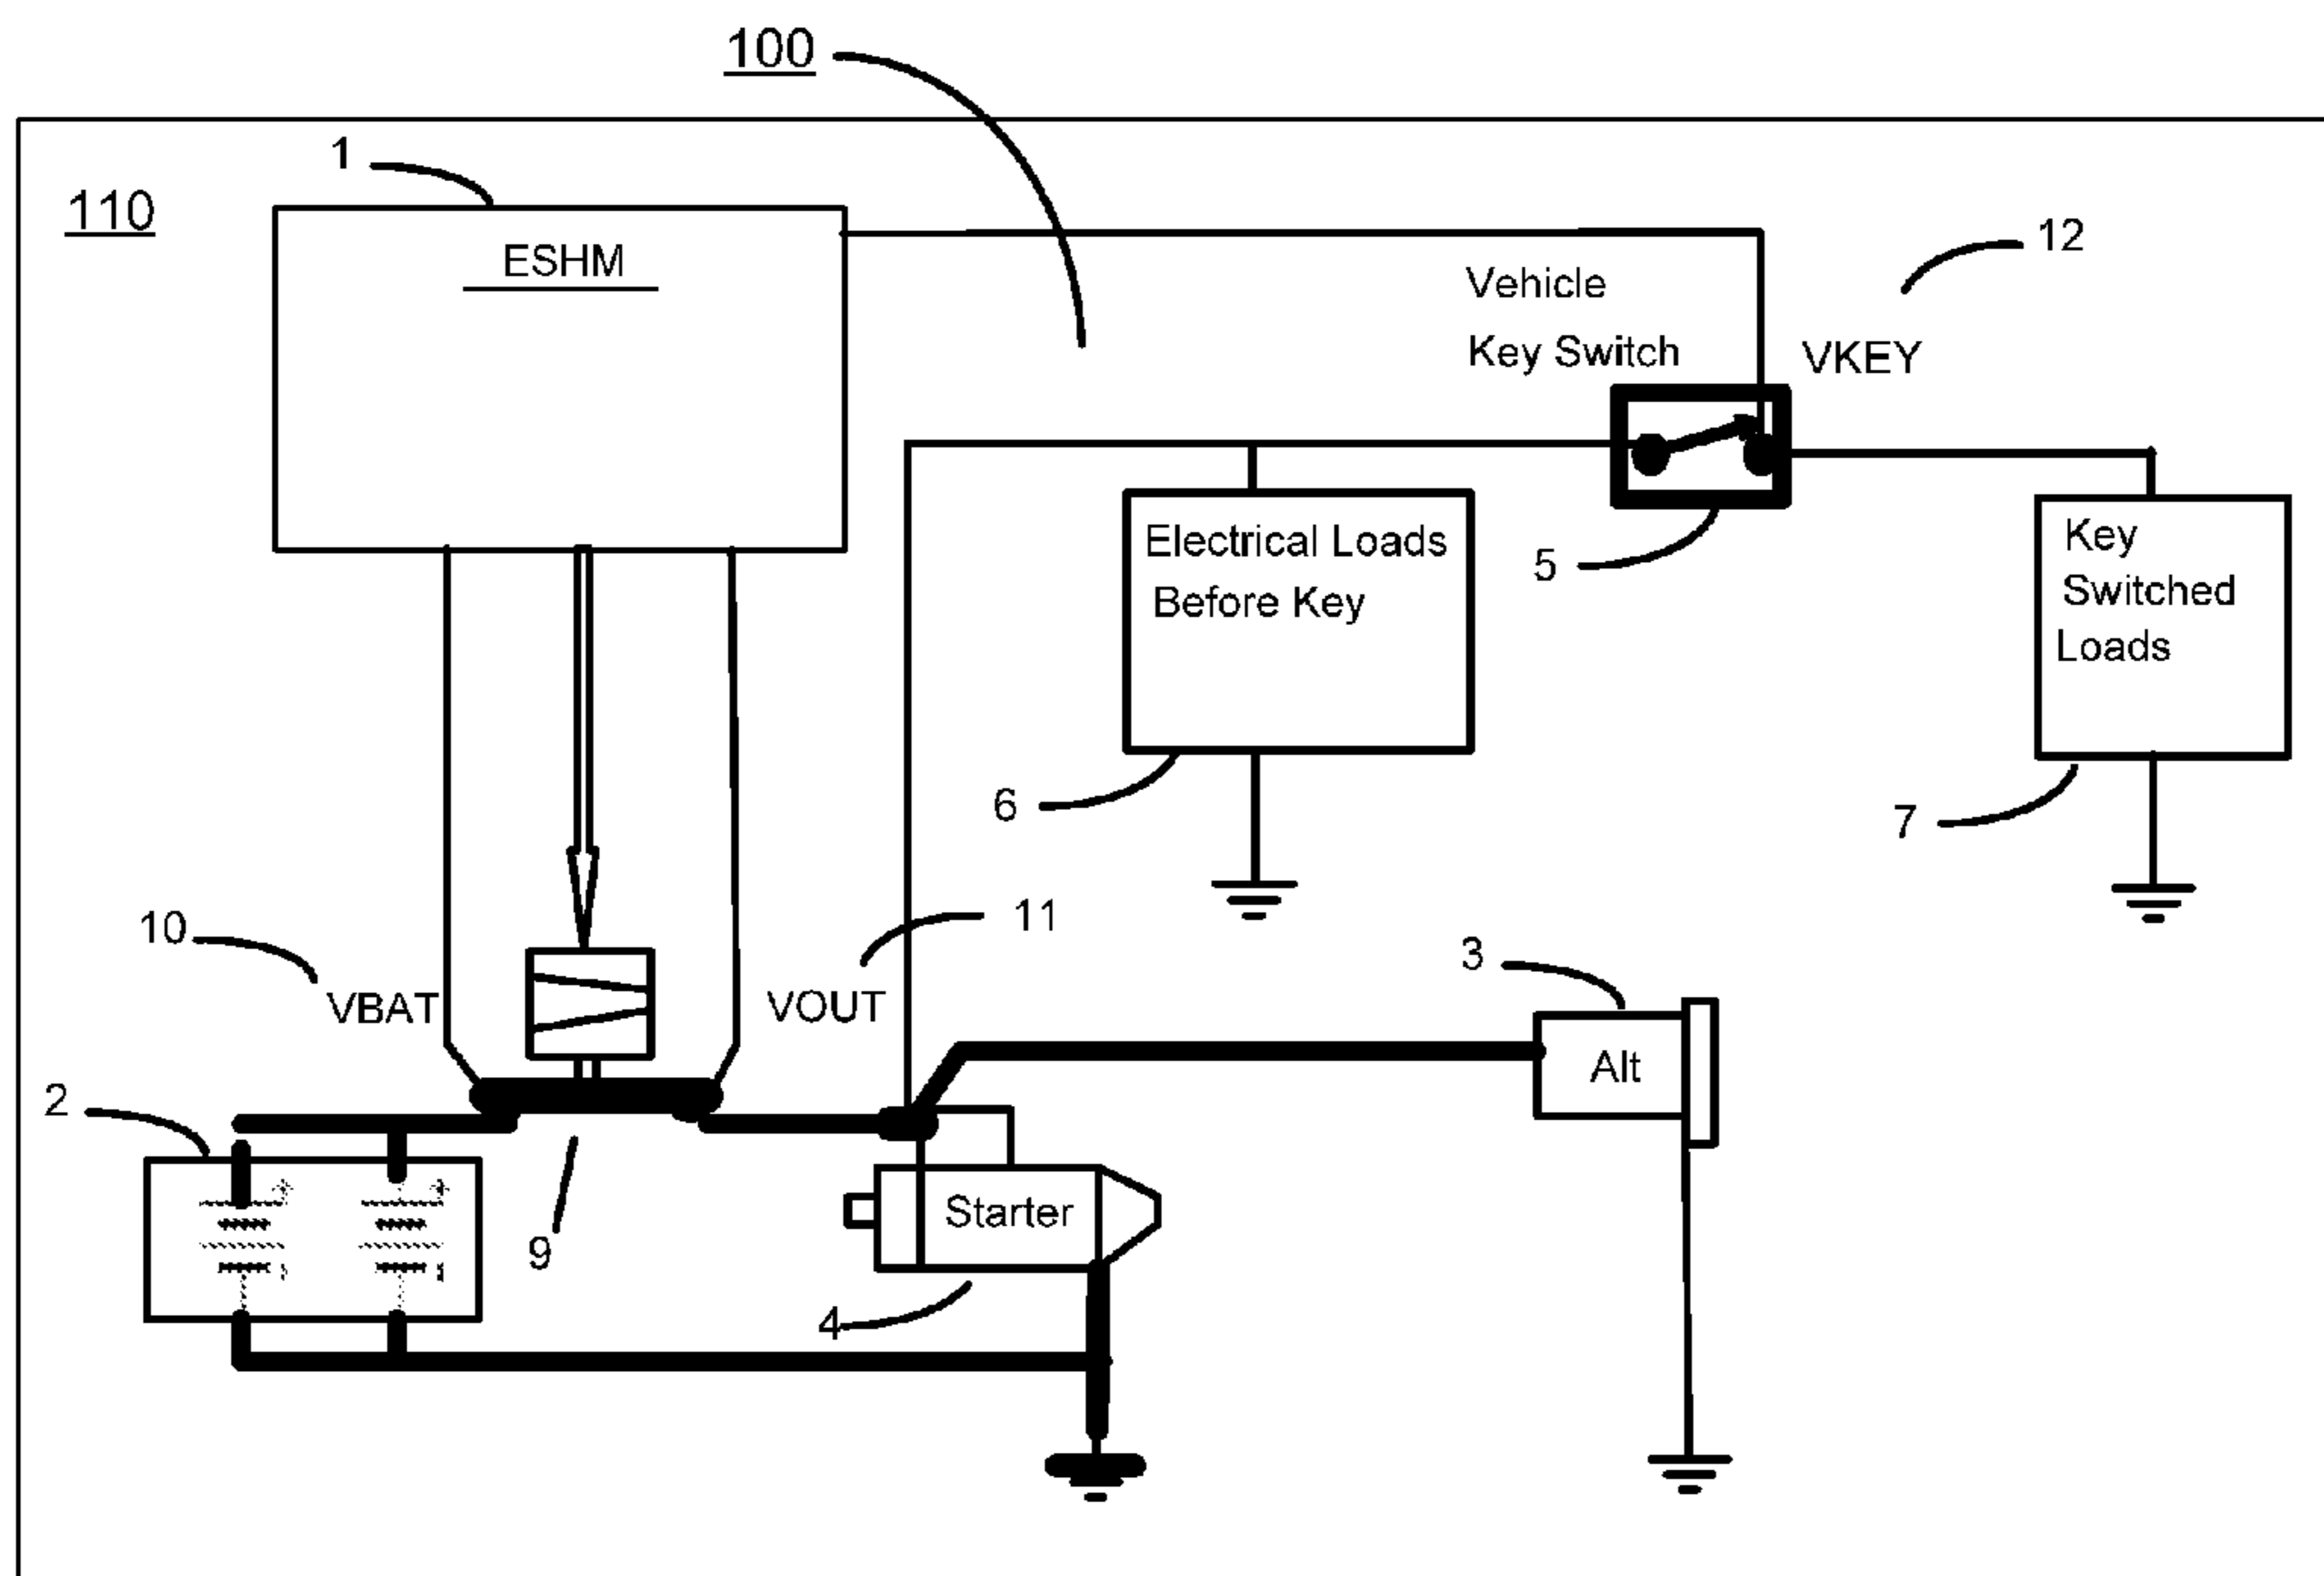 100
1
110
ESHM
12
Vehicle
Key Switch
VKEY
Electrical Loads
Before Key
5
Key
Switched
Loads
6
7
10
11
3
VBAT
VOUT
Alt
2
9
Starter
4